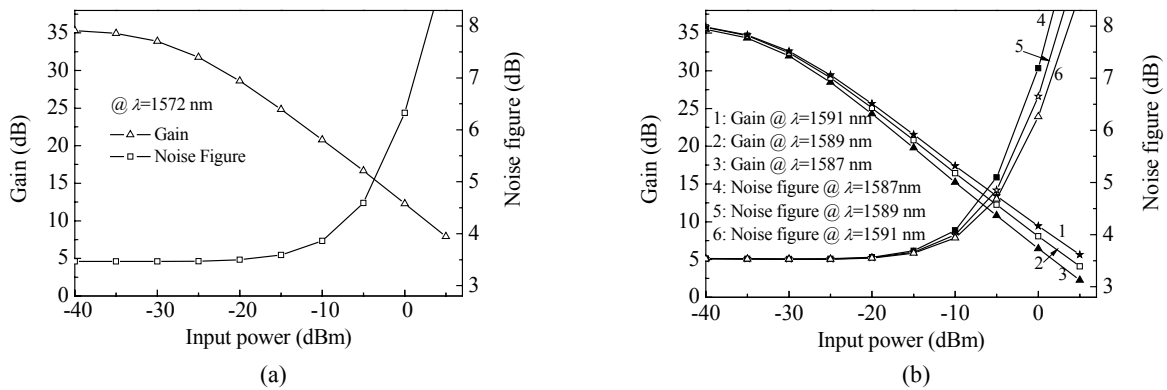 35
30
25
20
15
10
5
0
Gain (dB)
@ λ=1572 nm
Gain
Noise Figure
8
7
6
5
4
3
Noise figure (dB)
-40 -30 -20 -10 0
Input power (dBm)
(a)
35
30
25
20
15
10
5
0
Gain (dB)
1: Gain @ λ=1591 nm
2: Gain @ λ=1589 nm
3: Gain @ λ=1587 nm
4: Noise figure @ λ=1587nm
5: Noise figure @ λ=1589 nm
6: Noise figure @ λ=1591 nm
4
5
6
1
2
3
8
7
6
5
4
3
Noise figure (dB)
-40 -30 -20 -10 0
Input power (dBm)
(b)